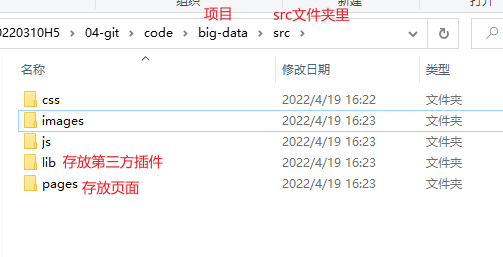 组织
新建
打开
项目
src文件夹里
0220310H5 > 04-git > code > big-data > src >
名称 修改日期 类型
css 2022/4/19 16:22 文件夹
images 2022/4/19 16:23 文件夹
js 2022/4/19 16:23 文件夹
lib 存放第三方插件 2022/4/19 16:23 文件夹
pages 存放页面 2022/4/19 16:23 文件夹